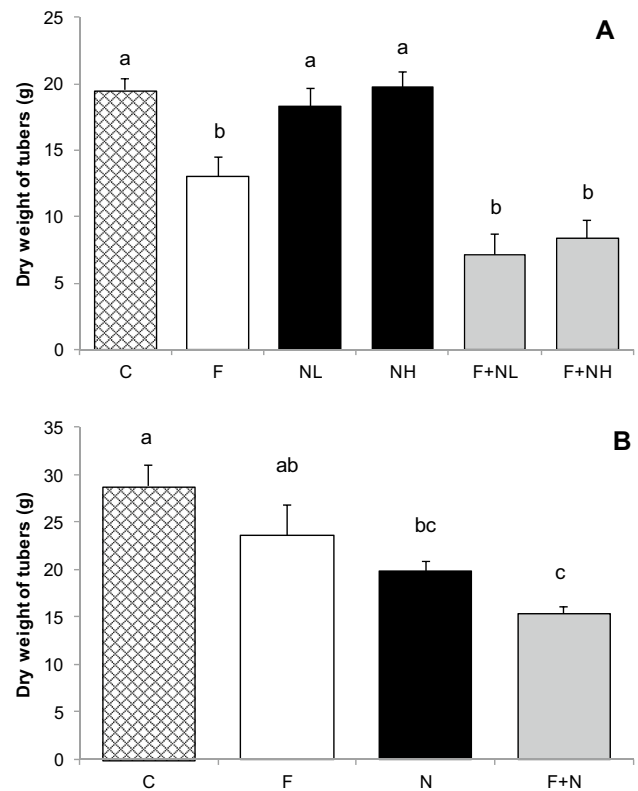 A
Dry weight of tubers (g)
25
20
15
10
5
0
a
b
a
a
b
b
C F NL NH F+NL F+NH
B
Dry weight of tubers (g)
35
30
25
20
15
10
5
0
a
ab
bc
c
C F N F+N